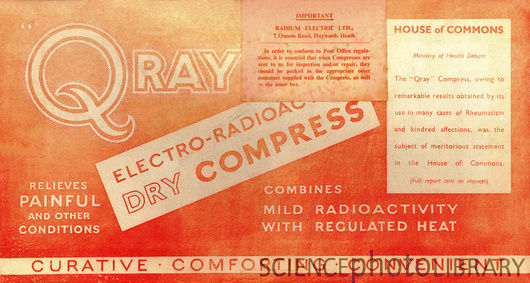 IMPORTANT
RADIUM ELECTRIC LTD.,
7 Queens Road, Haywards Heath
In order to conform to Post Office regula-
tions, it is essential that when Compresses are
sent to us for inspection and/or repair, they
should be packed in the appropriate outer
container supplied with the Compress, as well
as the inner box.
"QRAY
ELECTRO-RADIOAC
DRY COMPRESS
RELIEVES
PAINFUL
AND OTHER
CONDITIONS
COMBINES
MILD RADIOACTIVITY
WITH REGULATED HEAT
HOUSE of COMMONS
Ministry of Health Debate
The "Qray" Compress, owing to
remarkable results obtained by its
use in many cases of Rheumatism
and kindred affections, was the
subject of meritorious statement
in the House of Commons.
(Full report sent on request)
CURATIVE · COMFORTING · CONVENIENT
SCIENCEphotoLIBRARY
© Science Photo Library